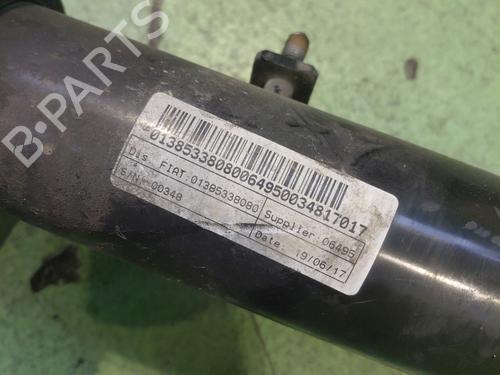 B-PARTS
01385338080064950034817017
Dis. FIAT:01385338080
Supplier:06495
S/N: 00348
Date. 19/06/17